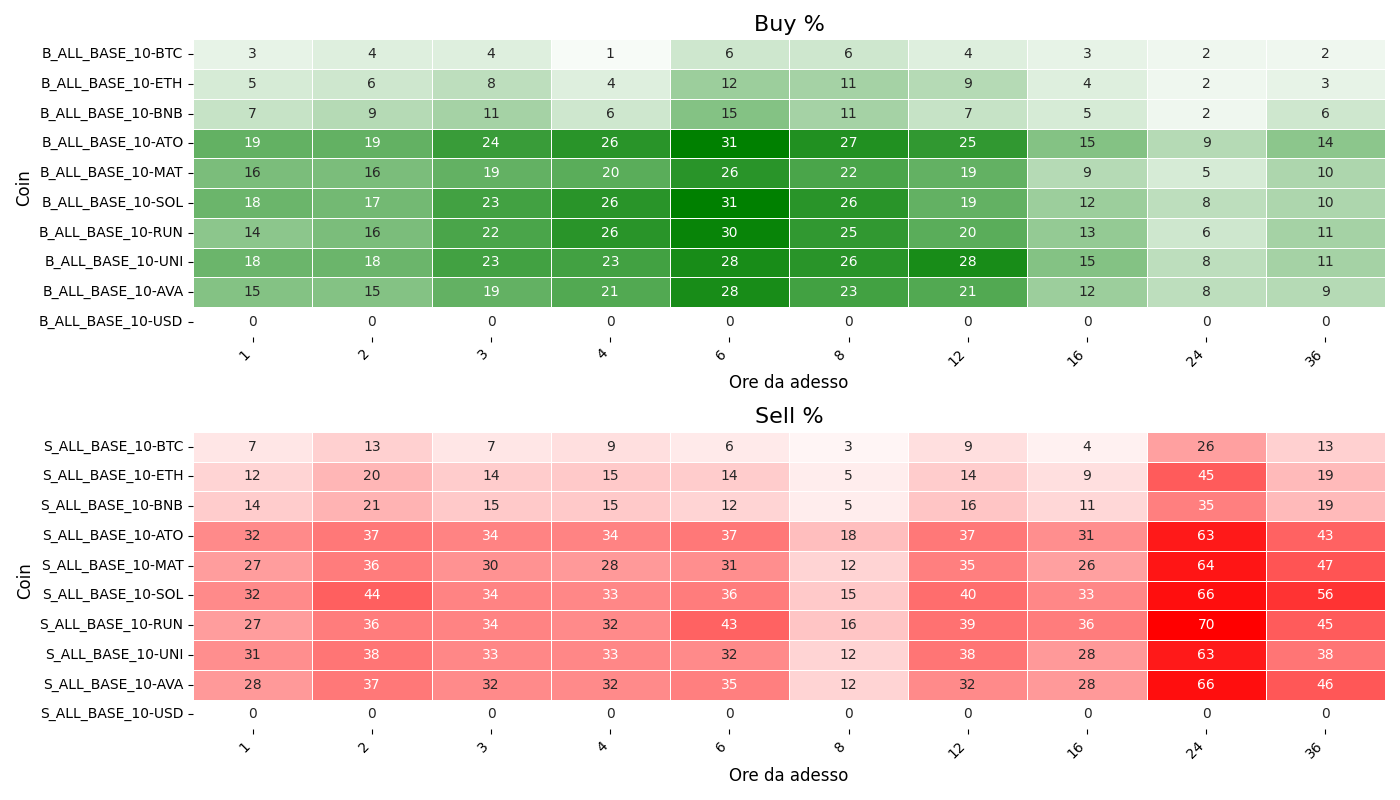 Buy %
Coin
B_ALL_BASE_10-BTC 3 4 4 1 6 6 4 3 2 2
B_ALL_BASE_10-ETH 5 6 8 4 12 11 9 4 2 3
B_ALL_BASE_10-BNB 7 9 11 6 15 11 7 5 2 6
B_ALL_BASE_10-ATO 19 19 24 26 31 27 25 15 9 14
B_ALL_BASE_10-MAT 16 16 19 20 26 22 19 9 5 10
B_ALL_BASE_10-SOL 18 17 23 26 31 26 19 12 8 10
B_ALL_BASE_10-RUN 14 16 22 26 30 25 20 13 6 11
B_ALL_BASE_10-UNI 18 18 23 23 28 26 28 15 8 11
B_ALL_BASE_10-AVA 15 15 19 21 28 23 21 12 8 9
B_ALL_BASE_10-USD 0 0 0 0 0 0 0 0 0 0
1 2 3 4 6 8 12 16 24 36
Ore da adesso
Sell %
Coin
S_ALL_BASE_10-BTC 7 13 7 9 6 3 9 4 26 13
S_ALL_BASE_10-ETH 12 20 14 15 14 5 14 9 45 19
S_ALL_BASE_10-BNB 14 21 15 15 12 5 16 11 35 19
S_ALL_BASE_10-ATO 32 37 34 34 37 18 37 31 63 43
S_ALL_BASE_10-MAT 27 36 30 28 31 12 35 26 64 47
S_ALL_BASE_10-SOL 32 44 34 33 36 15 40 33 66 56
S_ALL_BASE_10-RUN 27 36 34 32 43 16 39 36 70 45
S_ALL_BASE_10-UNI 31 38 33 33 32 12 38 28 63 38
S_ALL_BASE_10-AVA 28 37 32 32 35 12 32 28 66 46
S_ALL_BASE_10-USD 0 0 0 0 0 0 0 0 0 0
1 2 3 4 6 8 12 16 24 36
Ore da adesso